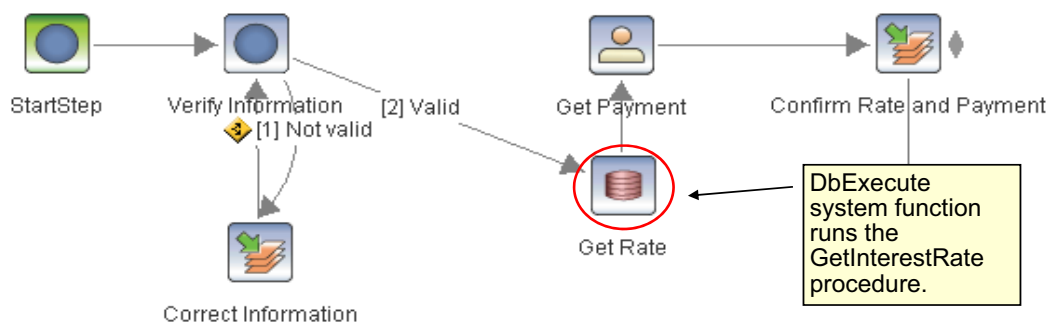 StartStep
Verify Information
[2] Valid
Get Payment
Confirm Rate and Payment
[1] Not valid
DbExecute
system function
runs the
GetInterestRate
procedure.
Get Rate
Correct Information